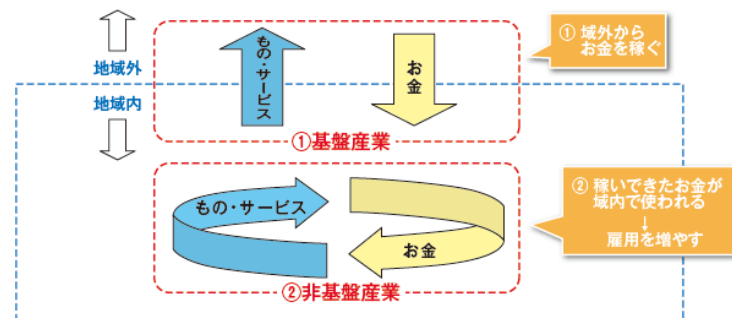 地域外
地域内
もの・サービス
お金
①基盤産業
① 域外から
お金を稼ぐ
もの・サービス
お金
②非基盤産業
② 稼いできたお金が
域内で使われる
↓
雇用を増やす